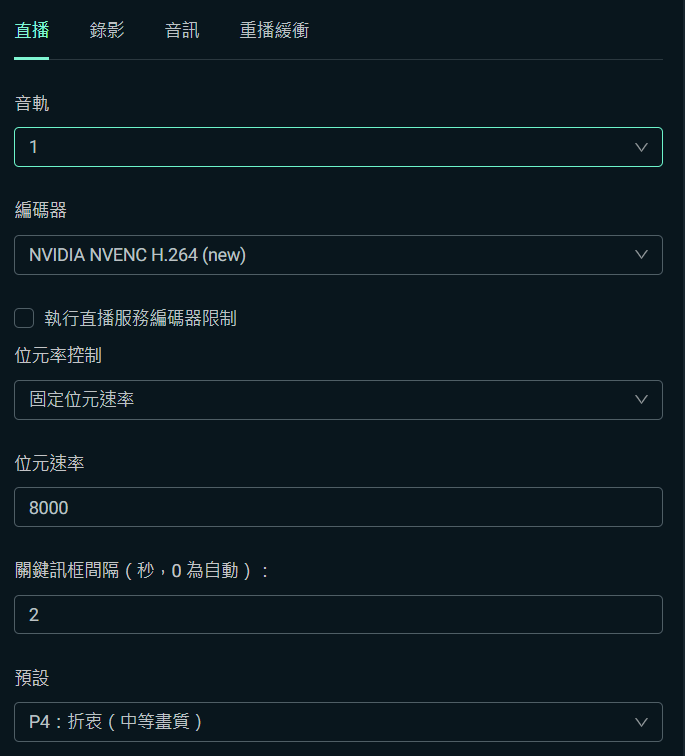 直播 錄影 音訊 重播緩衝
音軌
1
編碼器
NVIDIA NVENC H.264 (new)
執行直播服務編碼器限制
位元率控制
固定位元速率
位元速率
8000
關鍵訊框間隔（秒，0 為自動）：
2
預設
P4：折衷（中等畫質）